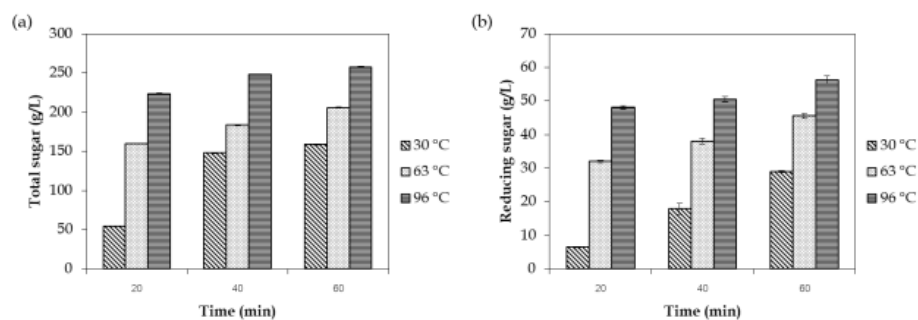 (a)
300
250
200
150
100
50
0
Total sugar (g/L)
20 40 60
Time (min)
30 °C
63 °C
96 °C
(b)
70
60
50
40
30
20
10
0
Reducing sugar (g/L)
20 40 60
Time (min)
30 °C
63 °C
96 °C